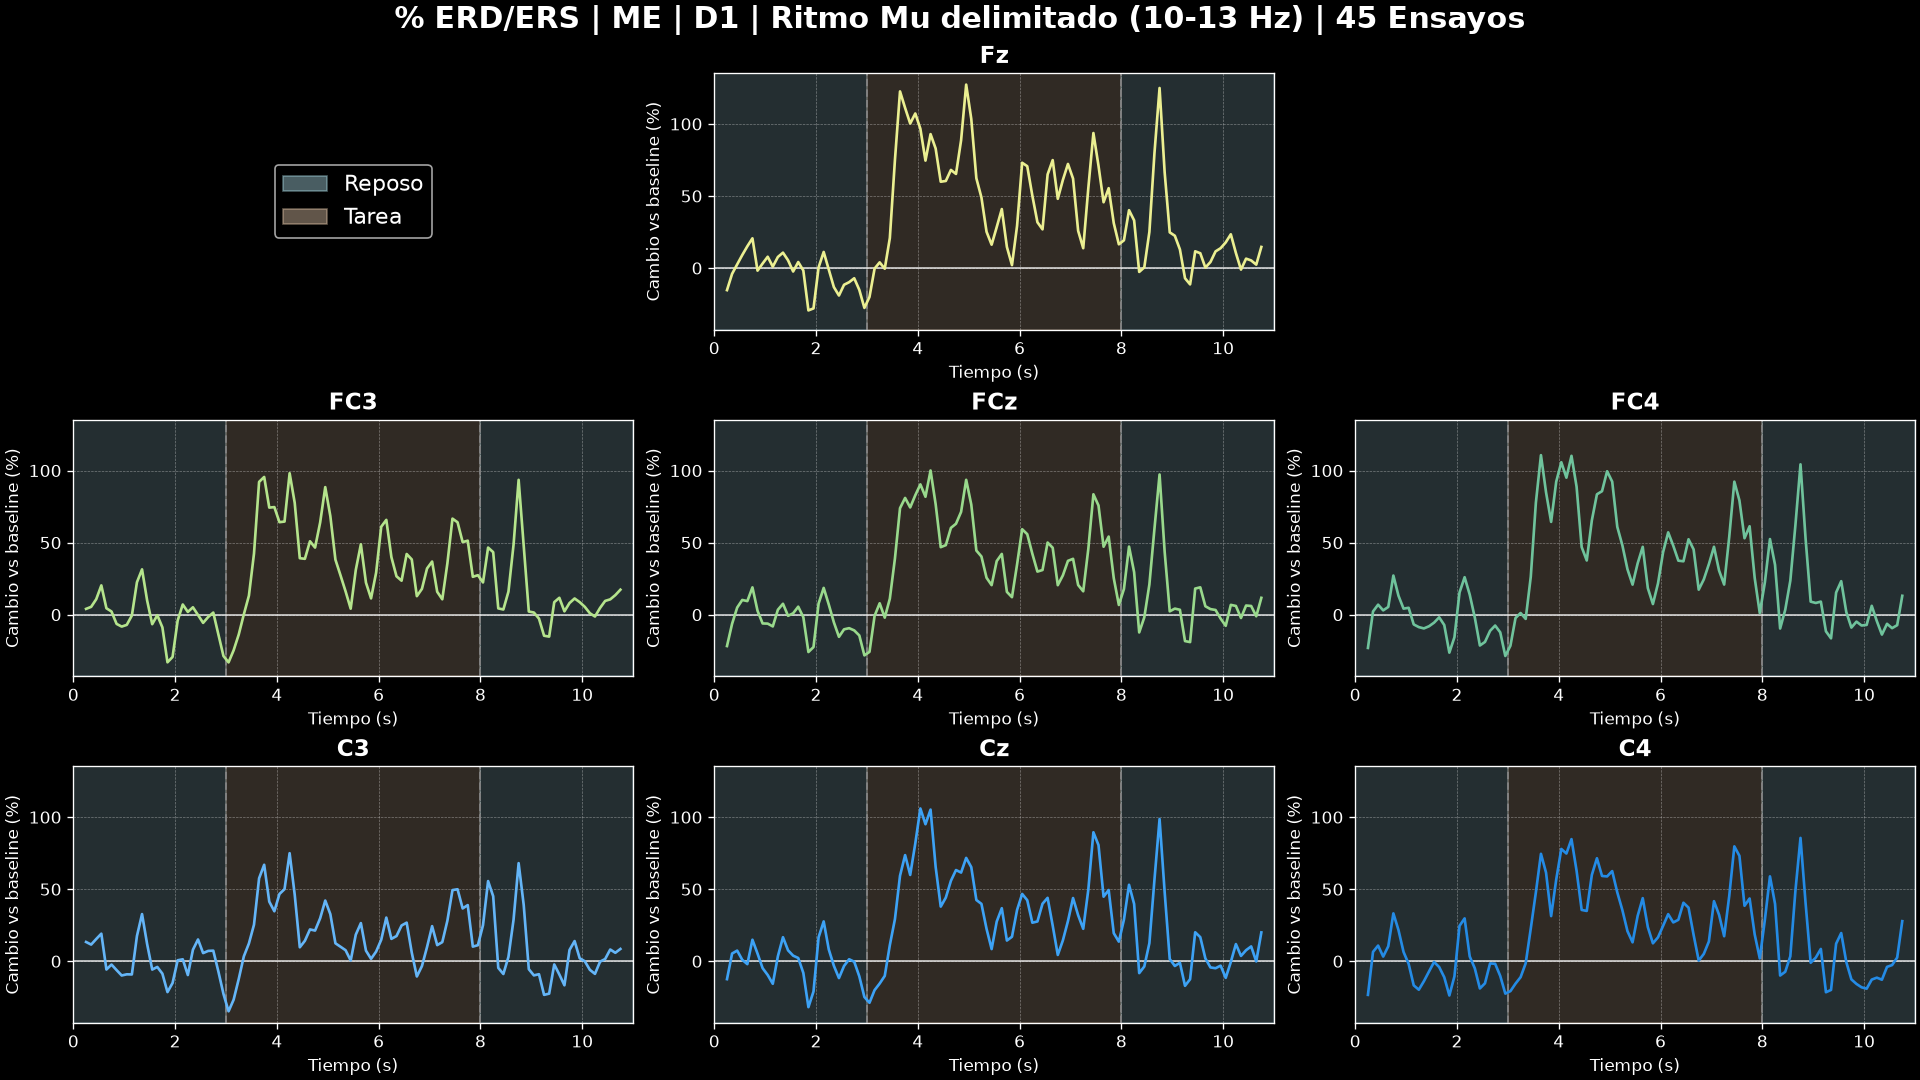 % ERD/ERS | ME | D1 | Ritmo Mu delimitado (10-13 Hz) | 45 Ensayos
Reposo
Tarea
Fz
Cambio vs baseline (%)
100
50
0
0 2 4 6 8 10
Tiempo (s)
FC3
Cambio vs baseline (%)
100
50
0
0 2 4 6 8 10
Tiempo (s)
FCz
Cambio vs baseline (%)
100
50
0
0 2 4 6 8 10
Tiempo (s)
FC4
Cambio vs baseline (%)
100
50
0
0 2 4 6 8 10
Tiempo (s)
C3
Cambio vs baseline (%)
100
50
0
0 2 4 6 8 10
Tiempo (s)
Cz
Cambio vs baseline (%)
100
50
0
0 2 4 6 8 10
Tiempo (s)
C4
Cambio vs baseline (%)
100
50
0
0 2 4 6 8 10
Tiempo (s)